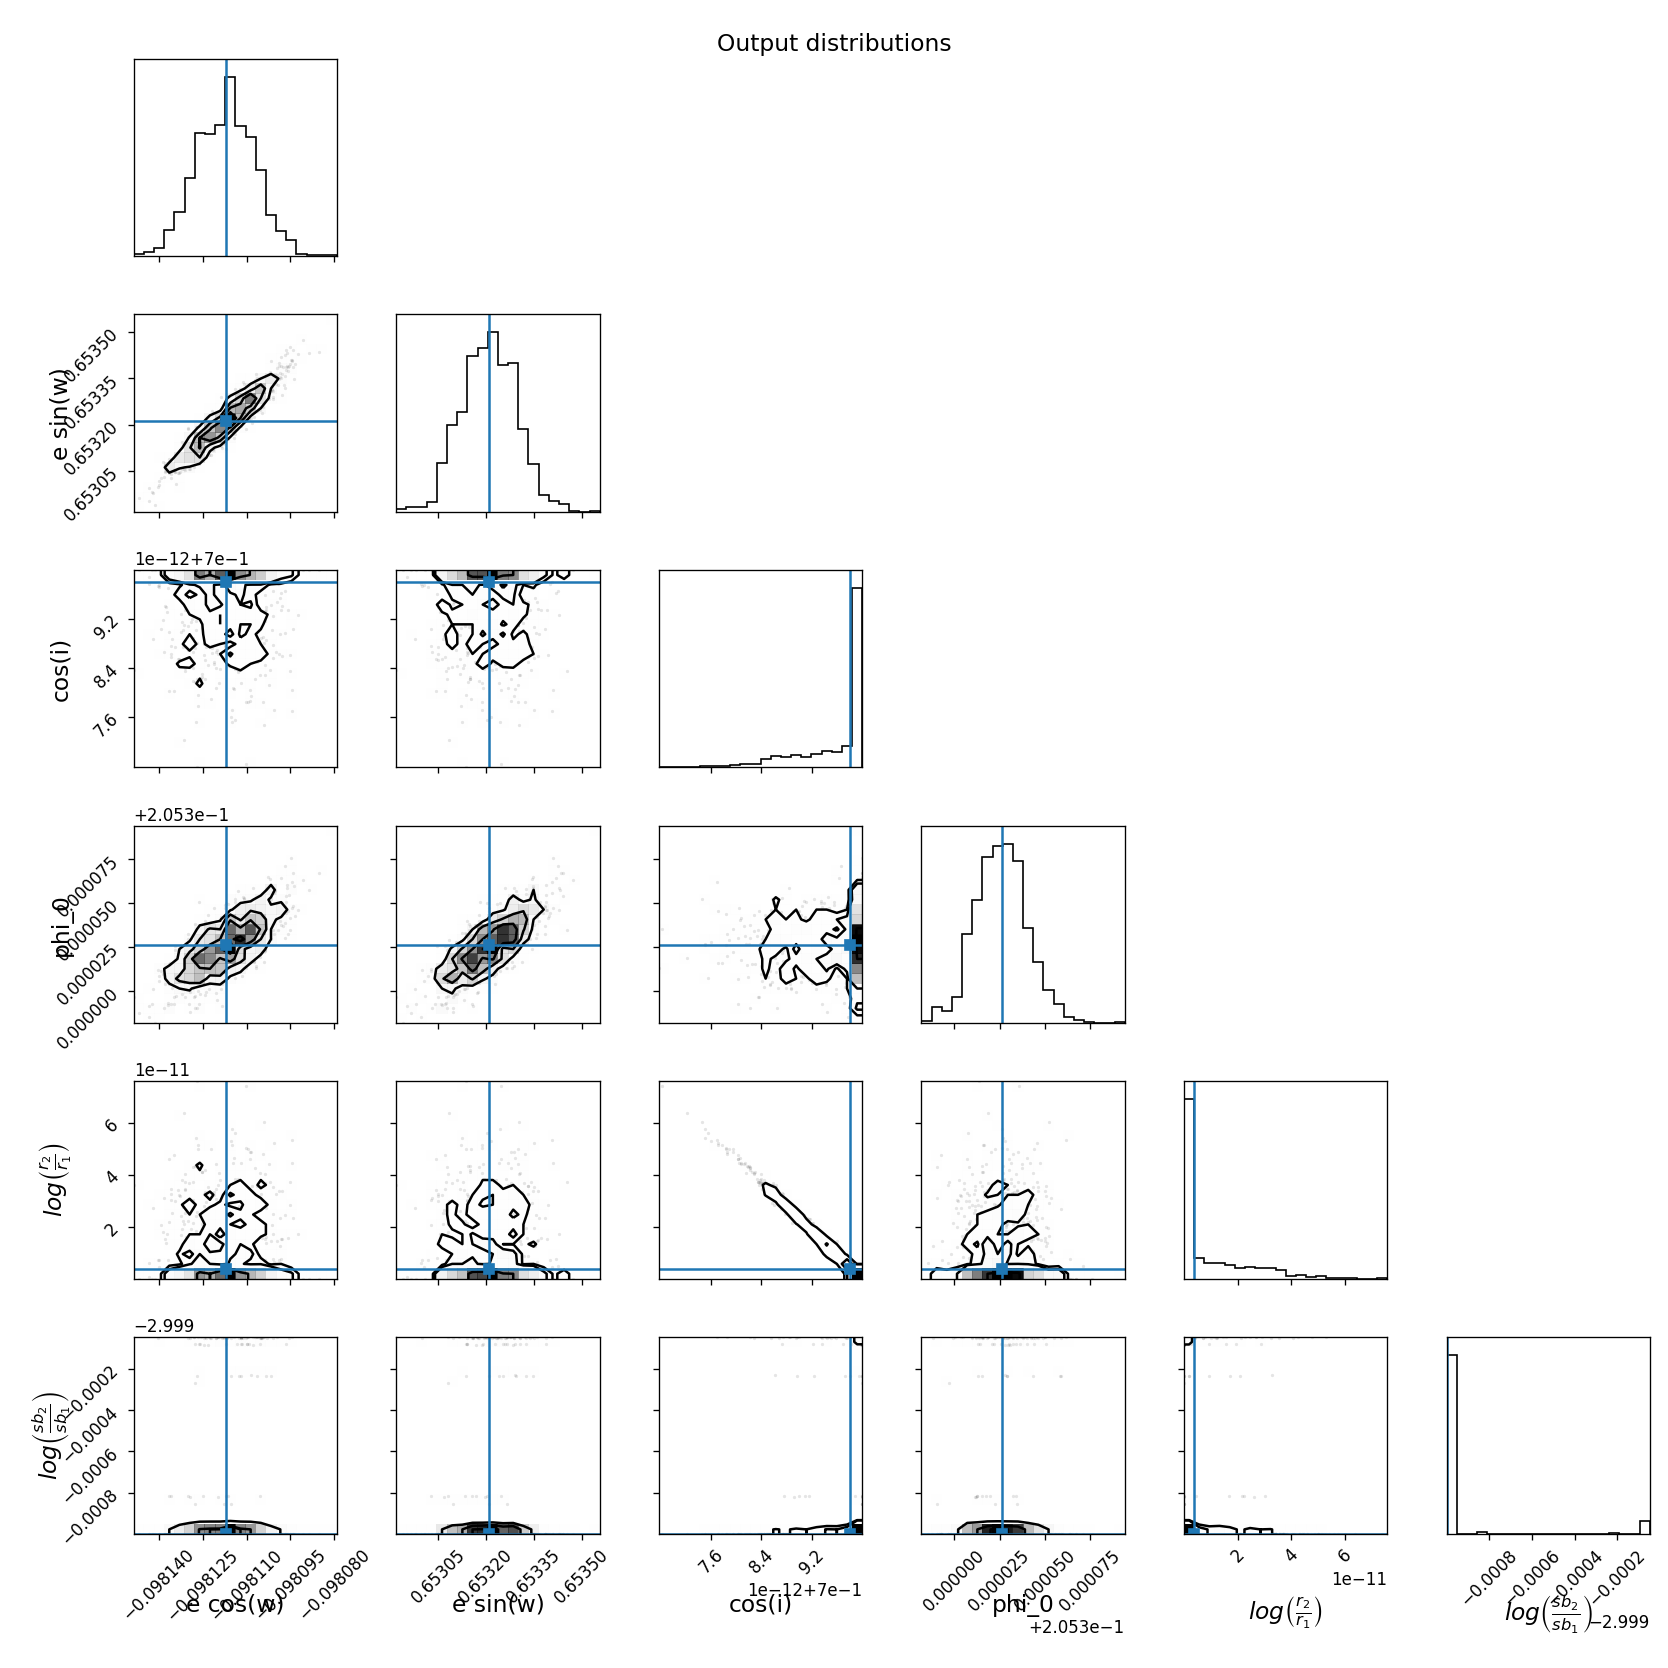 Output distributions
0.65350
0.65335
0.65320
0.65305
e sin(w)
1e−12+7e−1
9.2
8.4
7.6
cos(i)
+2.053e−1
0.000075
0.000050
0.000025
0.000000
phi_0
1e−11
6
4
2
log(r2/r1)
−2.999
−0.0002
−0.0004
−0.0006
−0.0008
log(sb2/sb1)
−0.098140 −0.098125 −0.098110 −0.098095 −0.098080
e cos(w)
0.65305 0.65320 0.65335 0.65350
e sin(w)
7.6 8.4 9.2
1e−12+7e−1
cos(i)
0.000000 0.000025 0.000050 0.000075
phi_0
+2.053e−1
2 4 6
1e−11
log(r2/r1)
−0.0008 −0.0006 −0.0004 −0.0002
log(sb2/sb1)
−2.999